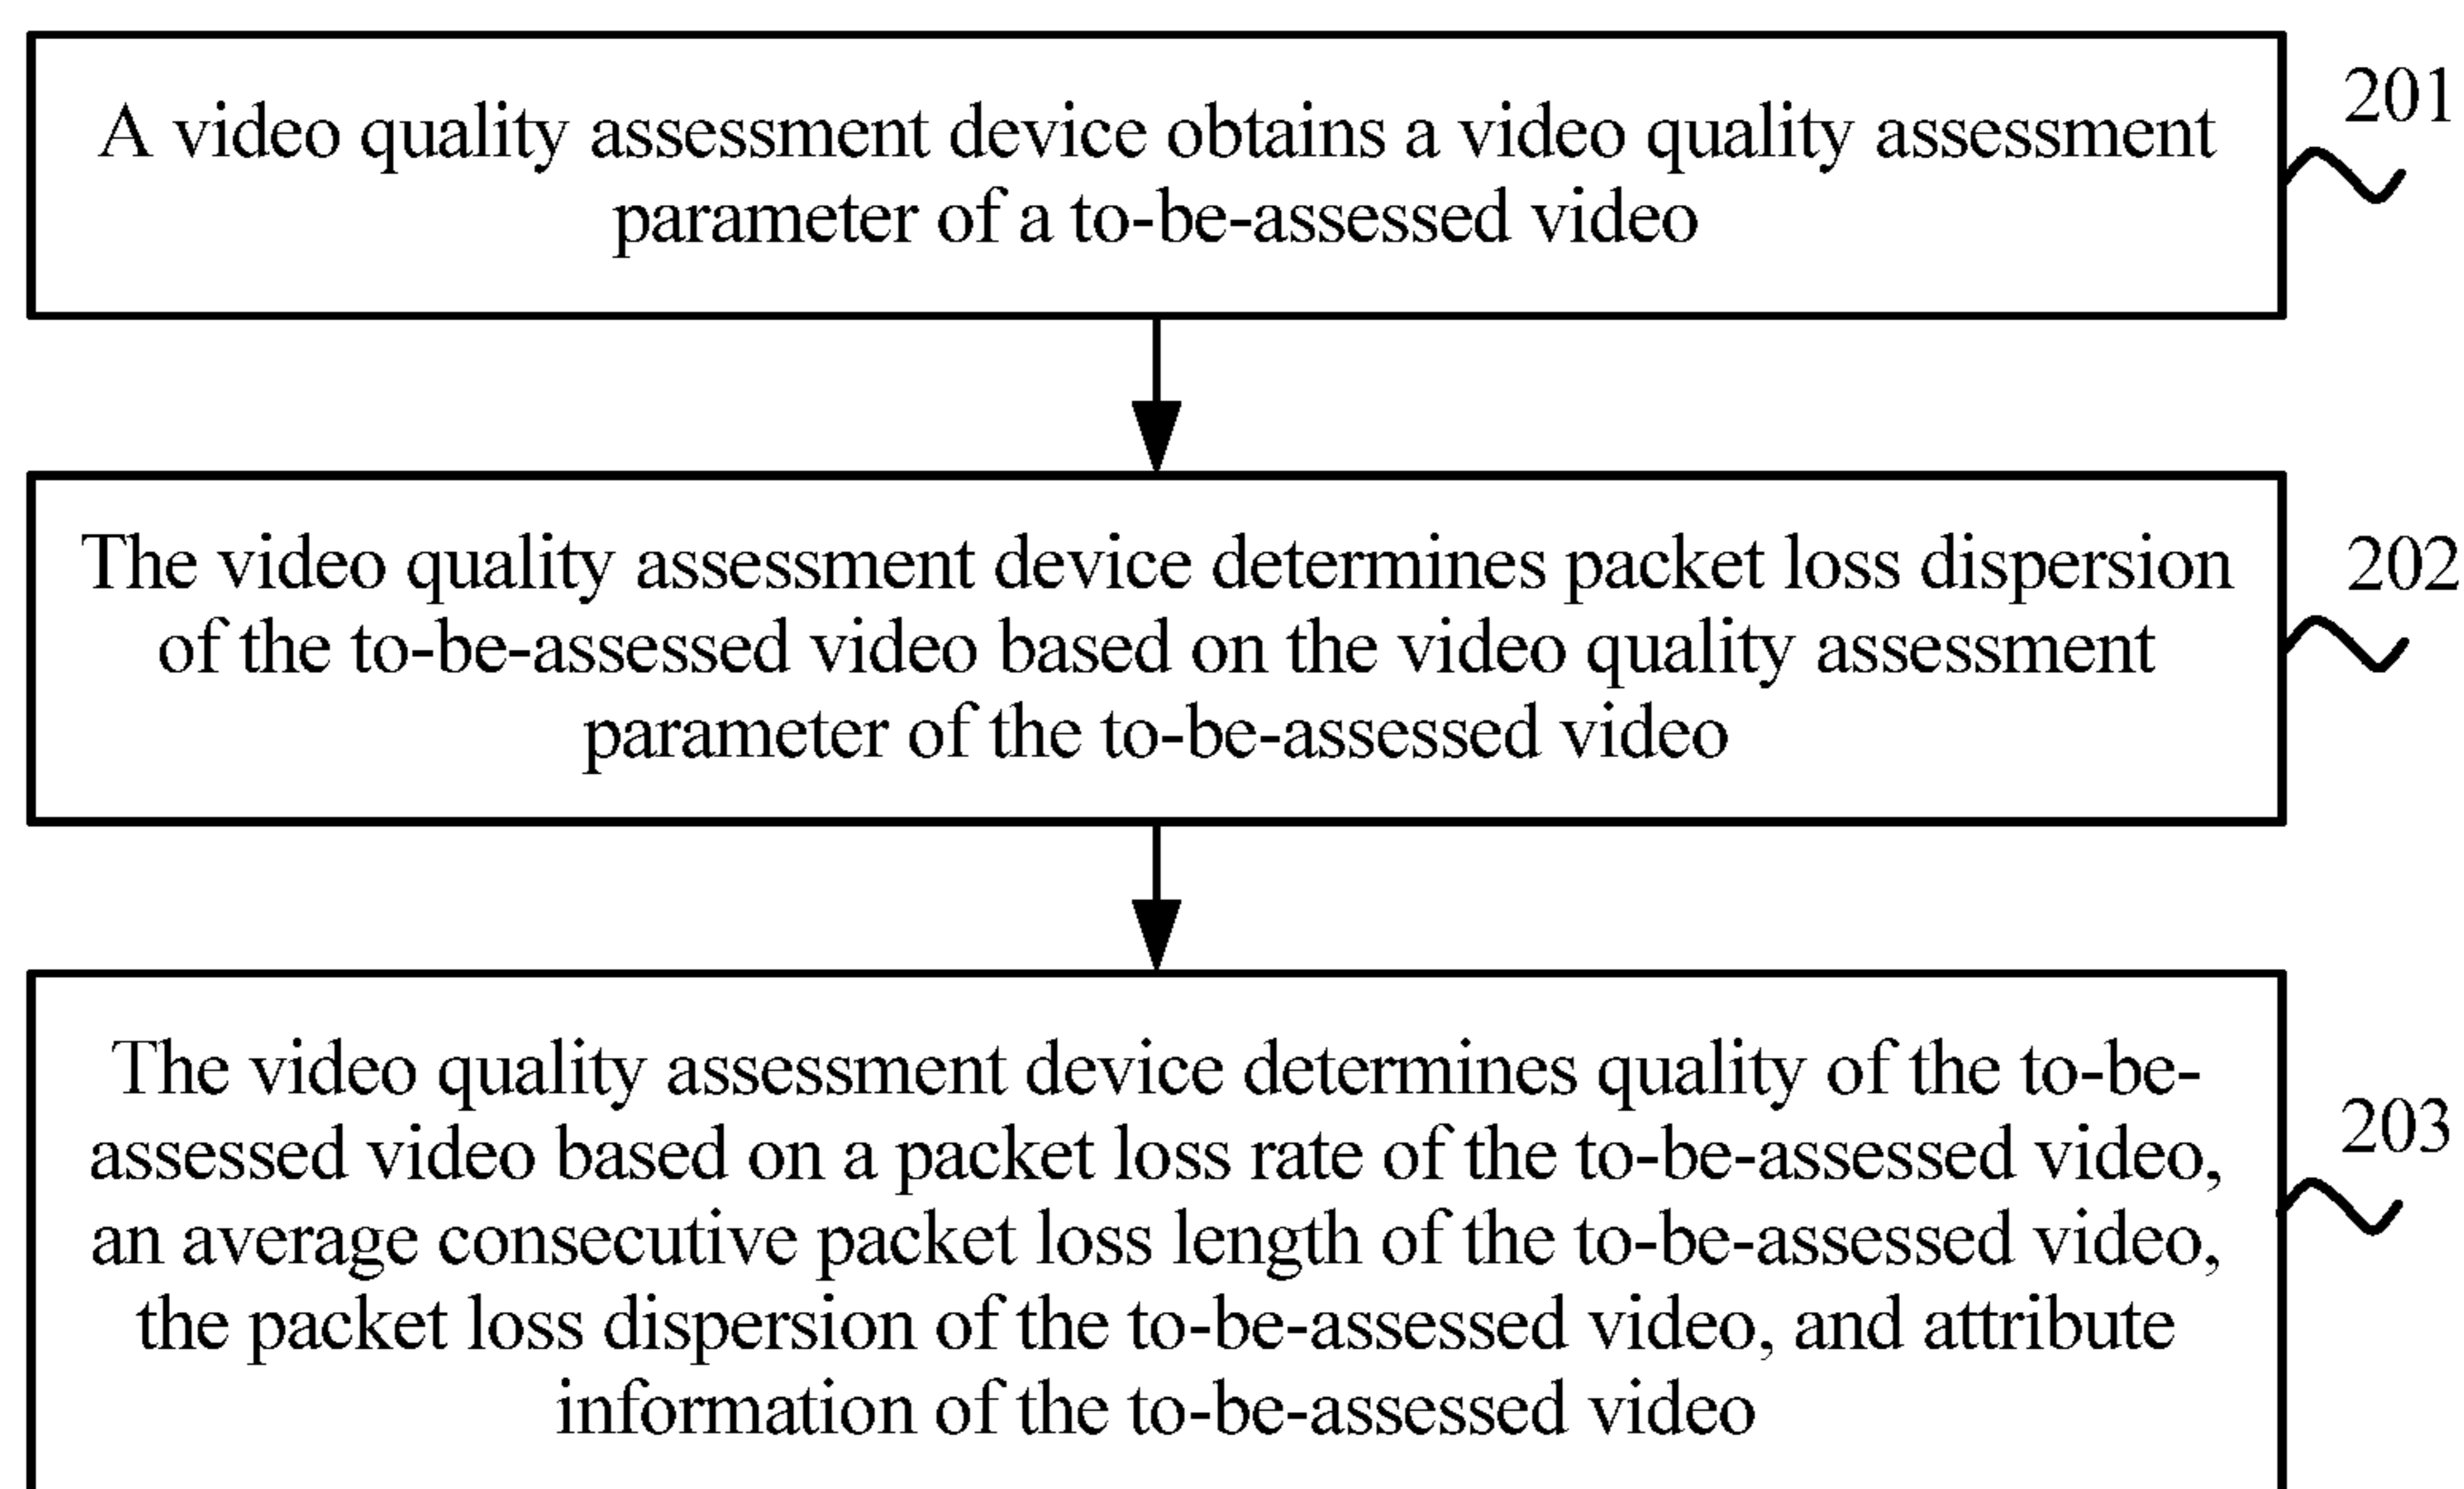 A video quality assessment device obtains a video quality assessment
parameter of a to-be-assessed video
201
The video quality assessment device determines packet loss dispersion
of the to-be-assessed video based on the video quality assessment
parameter of the to-be-assessed video
202
The video quality assessment device determines quality of the to-be-
assessed video based on a packet loss rate of the to-be-assessed video,
an average consecutive packet loss length of the to-be-assessed video,
the packet loss dispersion of the to-be-assessed video, and attribute
information of the to-be-assessed video
203